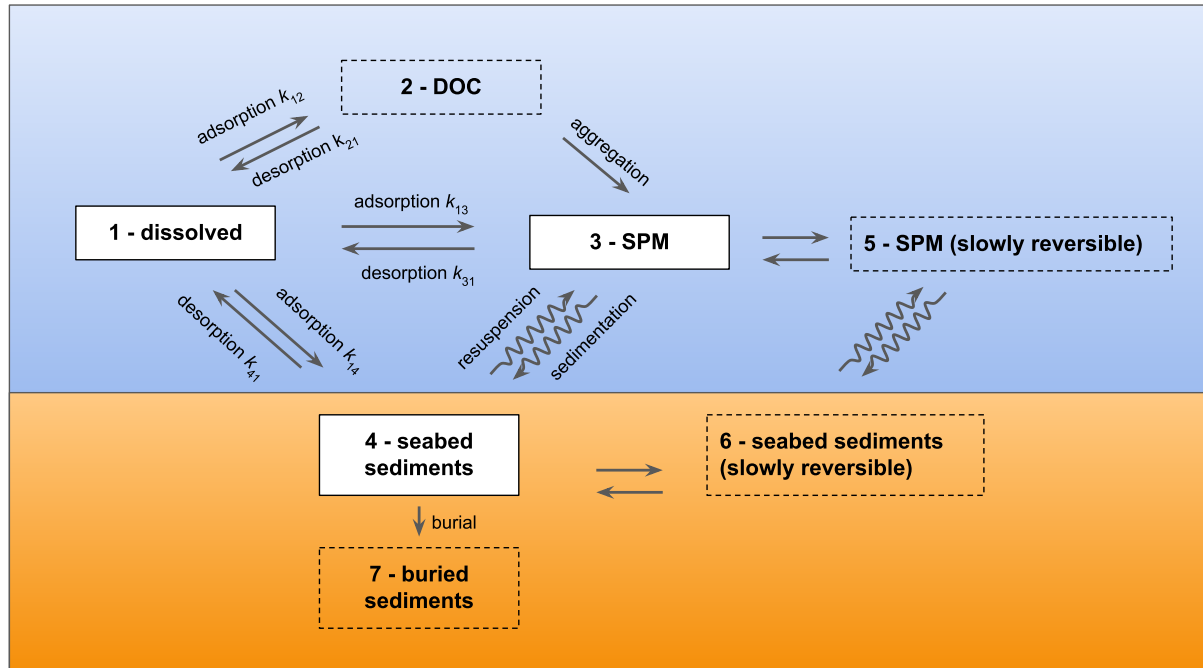 2 - DOC
adsorption k12
desorption k21
aggregation
1 - dissolved
adsorption k13
desorption k31
3 - SPM
5 - SPM (slowly reversible)
desorption k41
adsorption k14
resuspension
sedimentation
4 - seabed
sediments
6 - seabed sediments
(slowly reversible)
burial
7 - buried
sediments